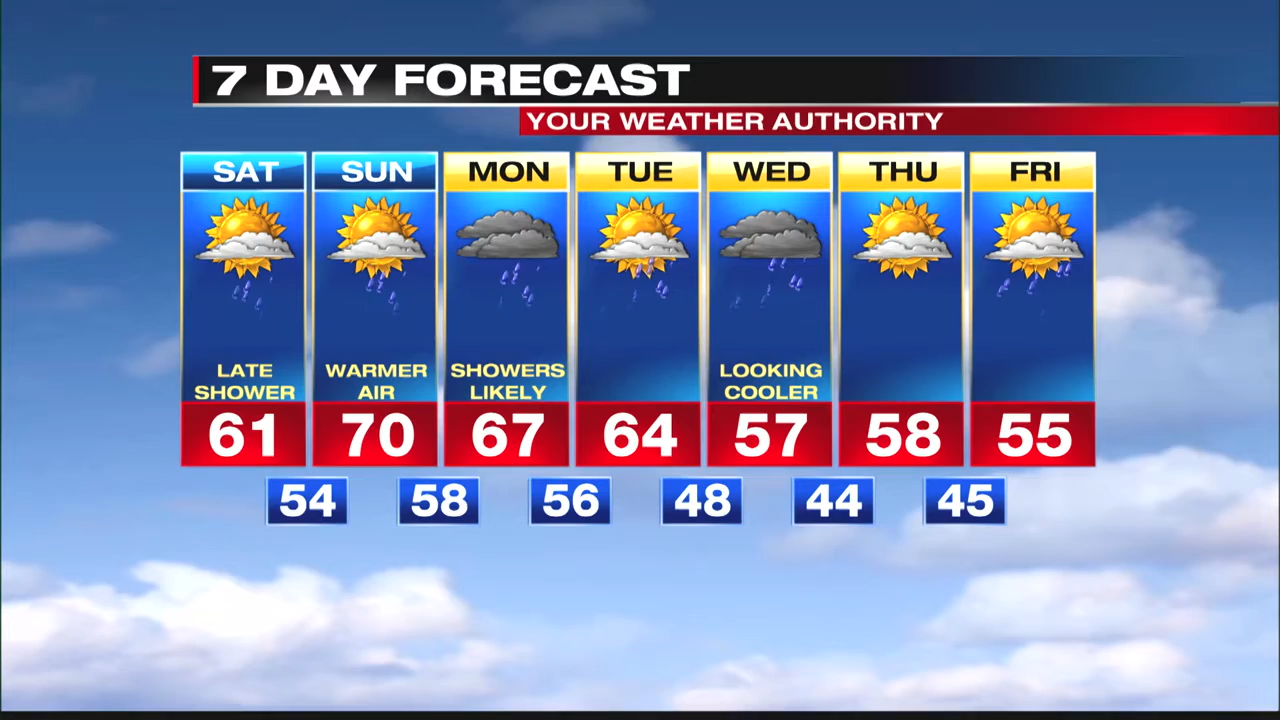 7 DAY FORECAST
YOUR WEATHER AUTHORITY
SAT SUN MON TUE WED THU FRI
LATE SHOWER
WARMER AIR
SHOWERS LIKELY
LOOKING COOLER
61 70 67 64 57 58 55
54 58 56 48 44 45